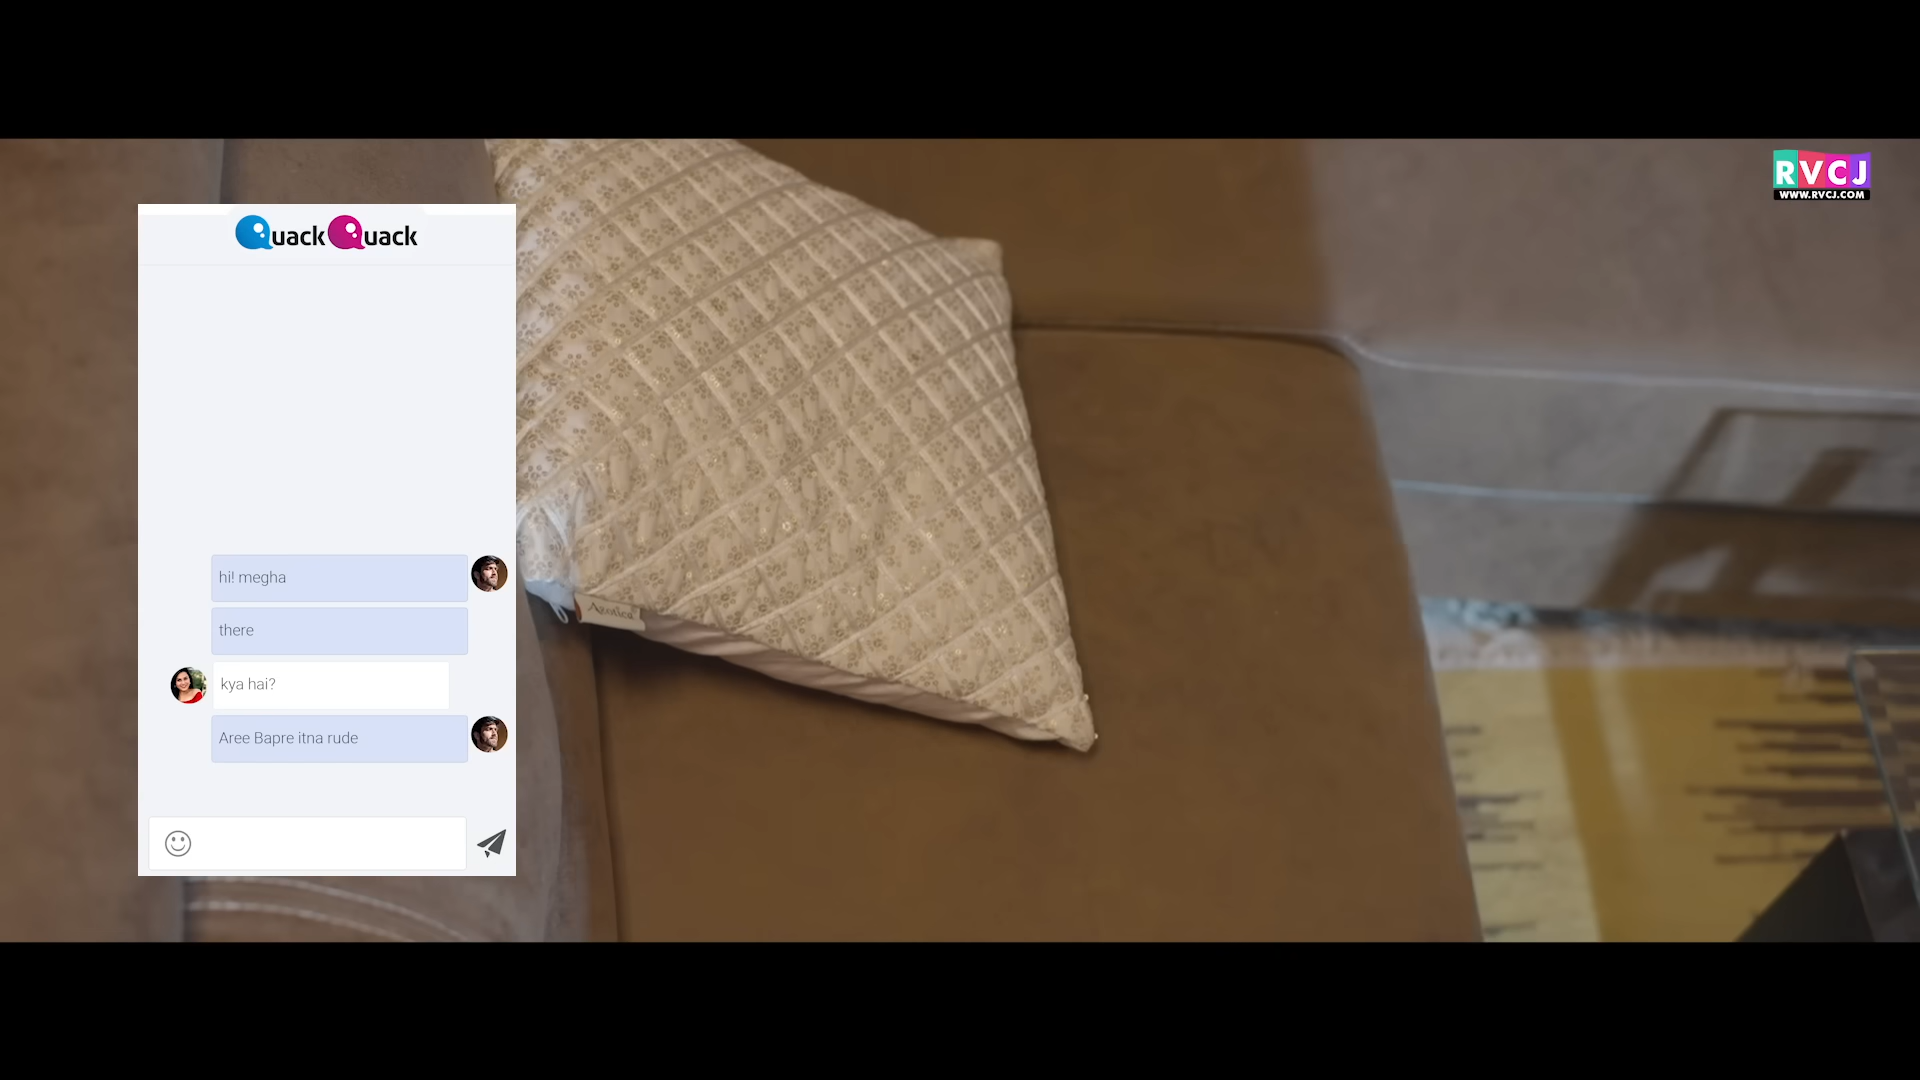 RVCJ
WWW.RVCJ.COM
QuackQuack
hi! megha
there
kya hai?
Aree Bapre itna rude